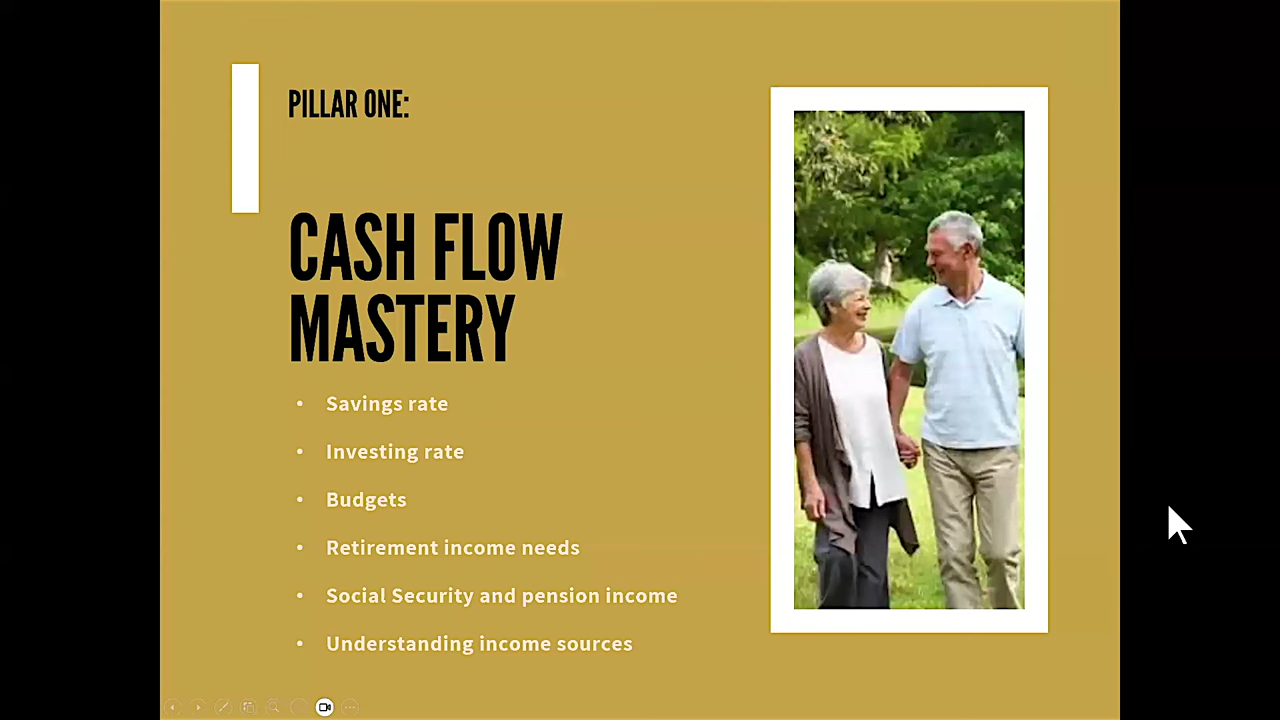 PILLAR ONE:
CASH FLOW
MASTERY
• Savings rate
• Investing rate
• Budgets
• Retirement income needs
• Social Security and pension income
• Understanding income sources